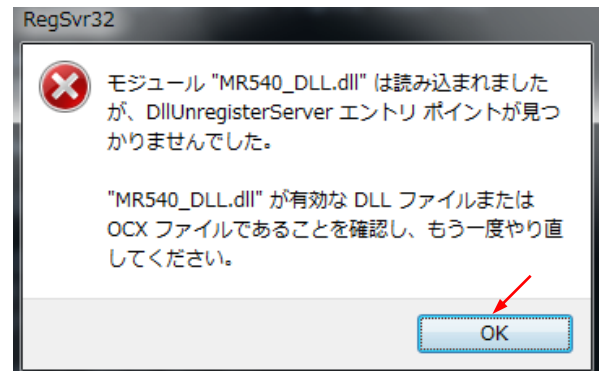 RegSvr32
モジュール "MR540_DLL.dll" は読み込まれました
が、DllUnregisterServer エントリ ポイントが見つ
かりませんでした。
"MR540_DLL.dll" が有効な DLL ファイルまたは
OCX ファイルであることを確認し、もう一度やり直
してください。
OK